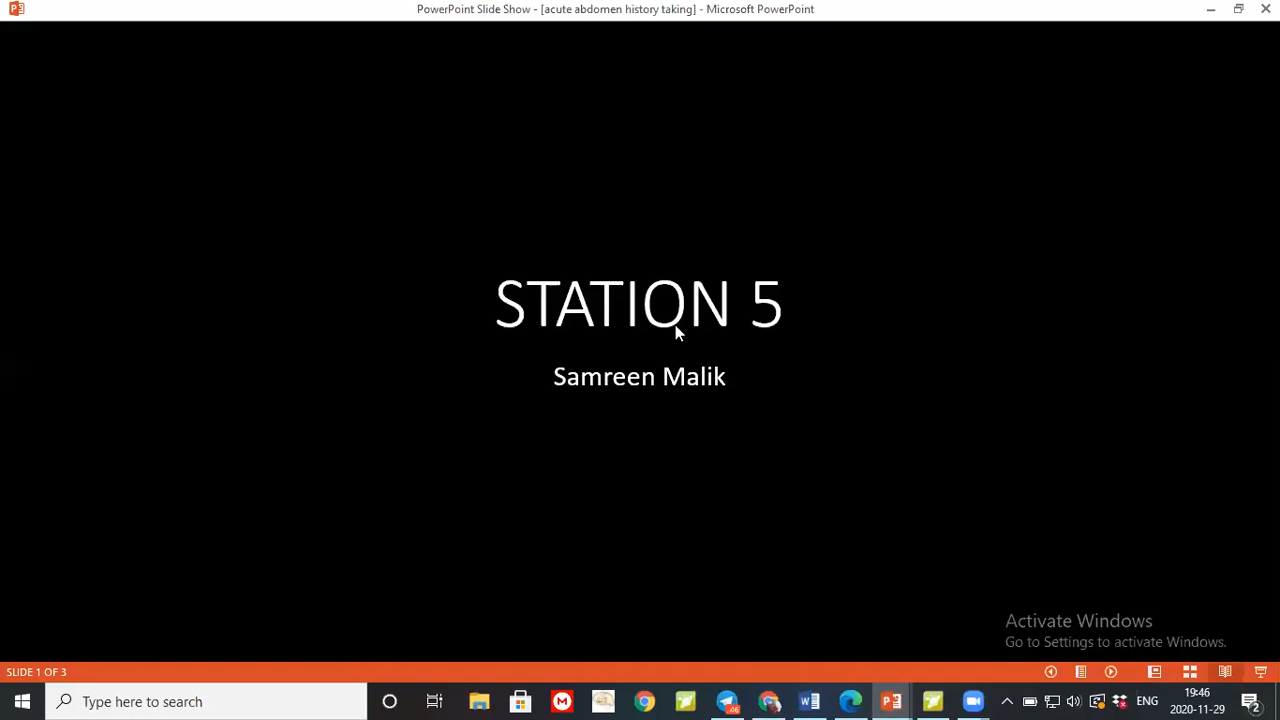 PowerPoint Slide Show - [acute abdomen history taking] - Microsoft PowerPoint
STATION 5
Samreen Malik
Activate Windows
Go to Settings to activate Windows.
SLIDE 1 OF 3
Type here to search
ENG
19:46
2020-11-29